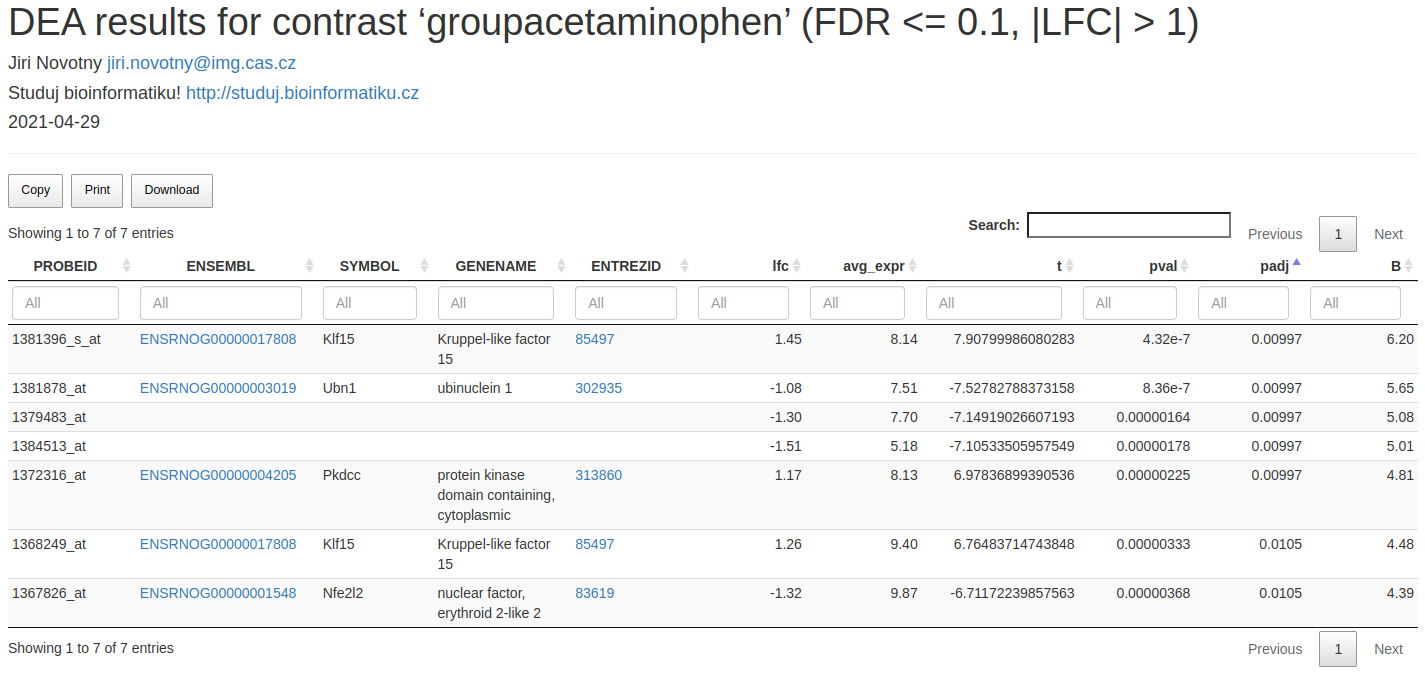 DEA results for contrast ‘groupacetaminophen’ (FDR <= 0.1, |LFC| > 1)
Jiri Novotny jiri.novotny@img.cas.cz
Studuj bioinformatiku! http://studuj.bioinformatiku.cz
2021-04-29
Copy Print Download
Showing 1 to 7 of 7 entries Search: Previous 1 Next
PROBEID ENSEMBL SYMBOL GENENAME ENTREZID lfc avg_expr t pval padj B
All All All All All All All All All All All
1381396_s_at ENSRNOG00000017808 Klf15 Kruppel-like factor 85497 1.45 8.14 7.90799986080283 4.32e-7 0.00997 6.20
15
1381878_at ENSRNOG00000003019 Ubn1 ubinuclein 1 302935 -1.08 7.51 -7.52782788373158 8.36e-7 0.00997 5.65
1379483_at -1.30 7.70 -7.14919026607193 0.00000164 0.00997 5.08
1384513_at -1.51 5.18 -7.10533505957549 0.00000178 0.00997 5.01
1372316_at ENSRNOG00000004205 Pkdcc protein kinase 313860 1.17 8.13 6.97836899390536 0.00000225 0.00997 4.81
domain containing,
cytoplasmic
1368249_at ENSRNOG00000017808 Klf15 Kruppel-like factor 85497 1.26 9.40 6.76483714743848 0.00000333 0.0105 4.48
15
1367826_at ENSRNOG00000001548 Nfe2l2 nuclear factor, 83619 -1.32 9.87 -6.71172239857563 0.00000368 0.0105 4.39
erythroid 2-like 2
Showing 1 to 7 of 7 entries Previous 1 Next